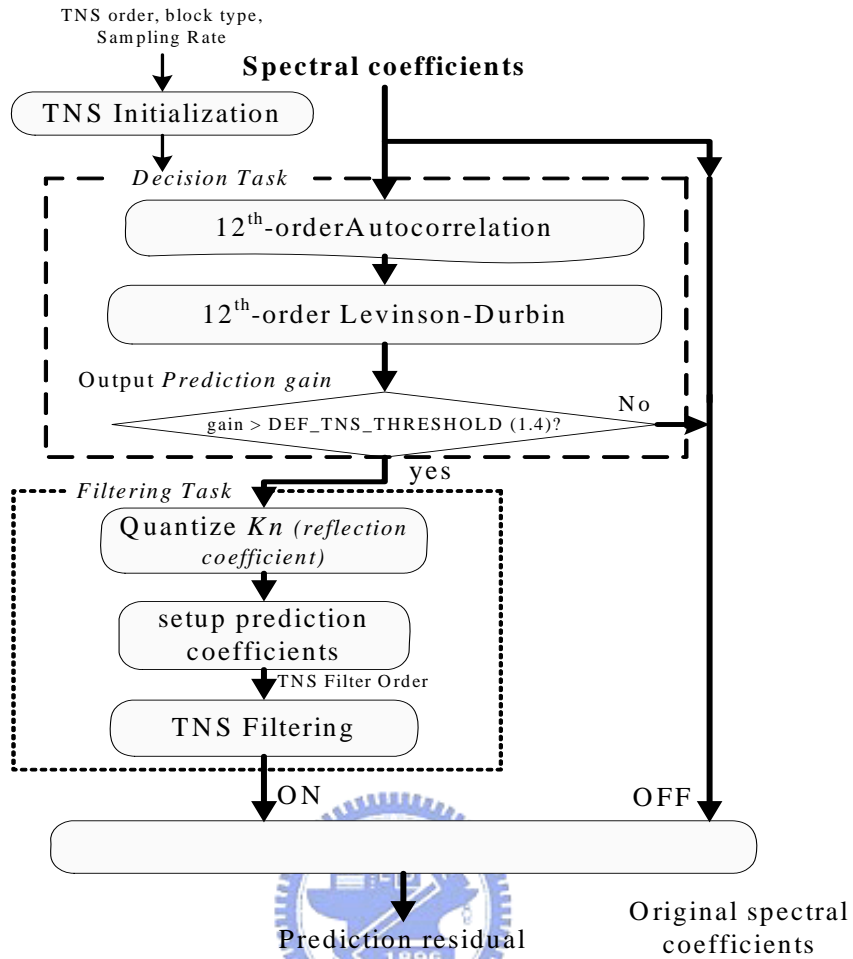 TNS order, block type,
Sampling Rate
Spectral coefficients
TNS Initialization
Decision Task
12th-orderAutocorrelation
12th-order Levinson-Durbin
Output Prediction gain
No
gain > DEF_TNS_THRESHOLD (1.4)?
yes
Filtering Task
Quantize Kn (reflection
coefficient)
setup prediction
coefficients
TNS Filter Order
TNS Filtering
ON
OFF
Prediction residual
Original spectral
coefficients
1896